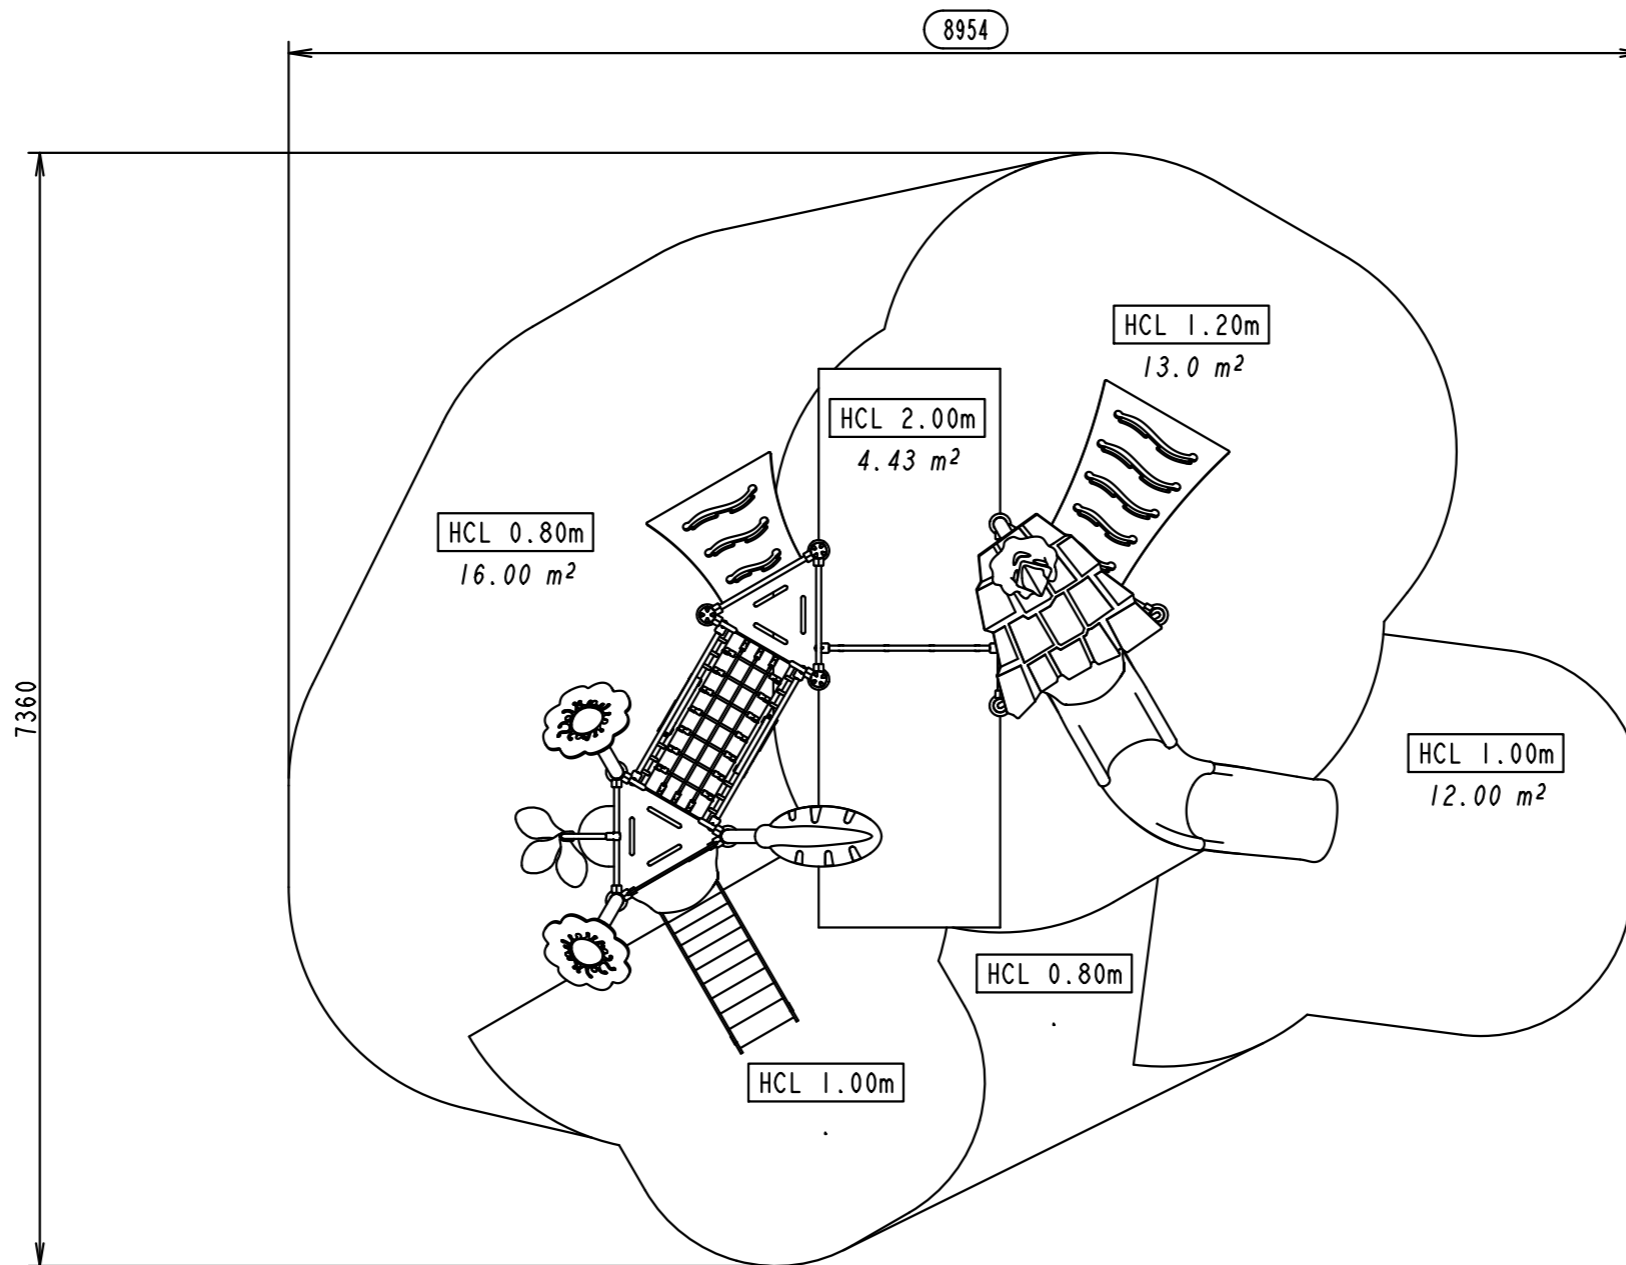 8954
HCL 1.20m
13.0 m²
HCL 2.00m
4.43 m²
HCL 0.80m
16.00 m²
7360
HCL 1.00m
12.00 m²
HCL 0.80m
.
HCL 1.00m
.